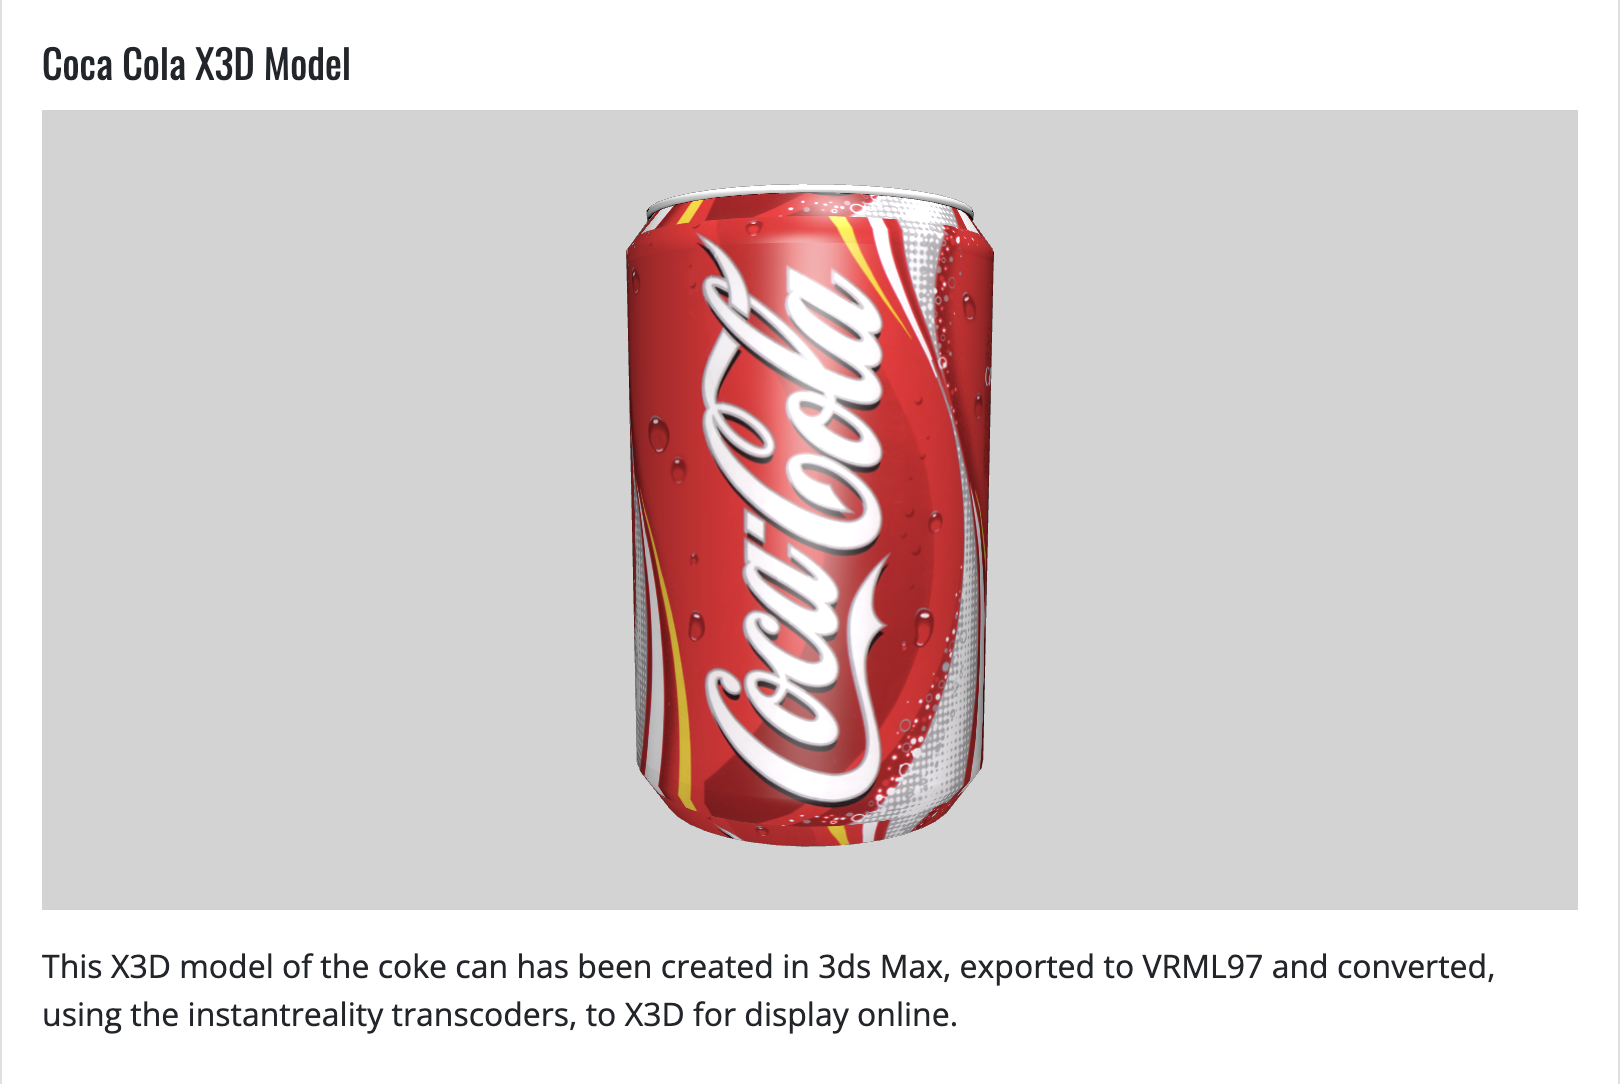 Coca Cola X3D Model
Coca-Cola
This X3D model of the coke can has been created in 3ds Max, exported to VRML97 and converted,
using the instantreality transcoders, to X3D for display online.